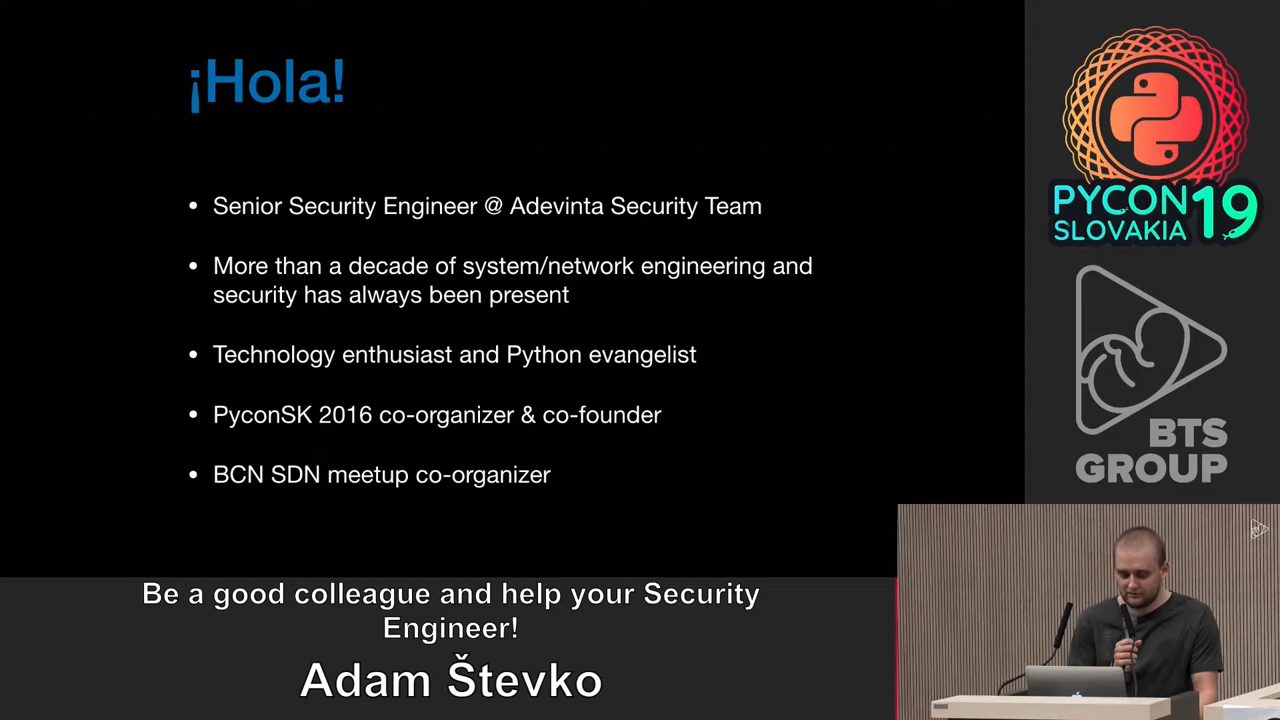 ¡Hola!
• Senior Security Engineer @ Adevinta Security Team
• More than a decade of system/network engineering and
security has always been present
• Technology enthusiast and Python evangelist
• PyconSK 2016 co-organizer & co-founder
• BCN SDN meetup co-organizer
PYCON
SLOVAKIA
19
BTS
GROUP
Be a good colleague and help your Security
Engineer!
Adam Števko